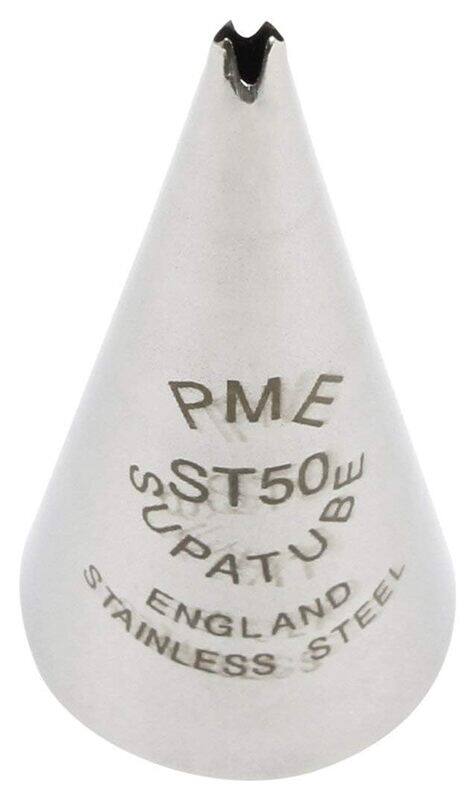 PME
ST50
SUPATUBE
ENGLAND
STAINLESS STEEL